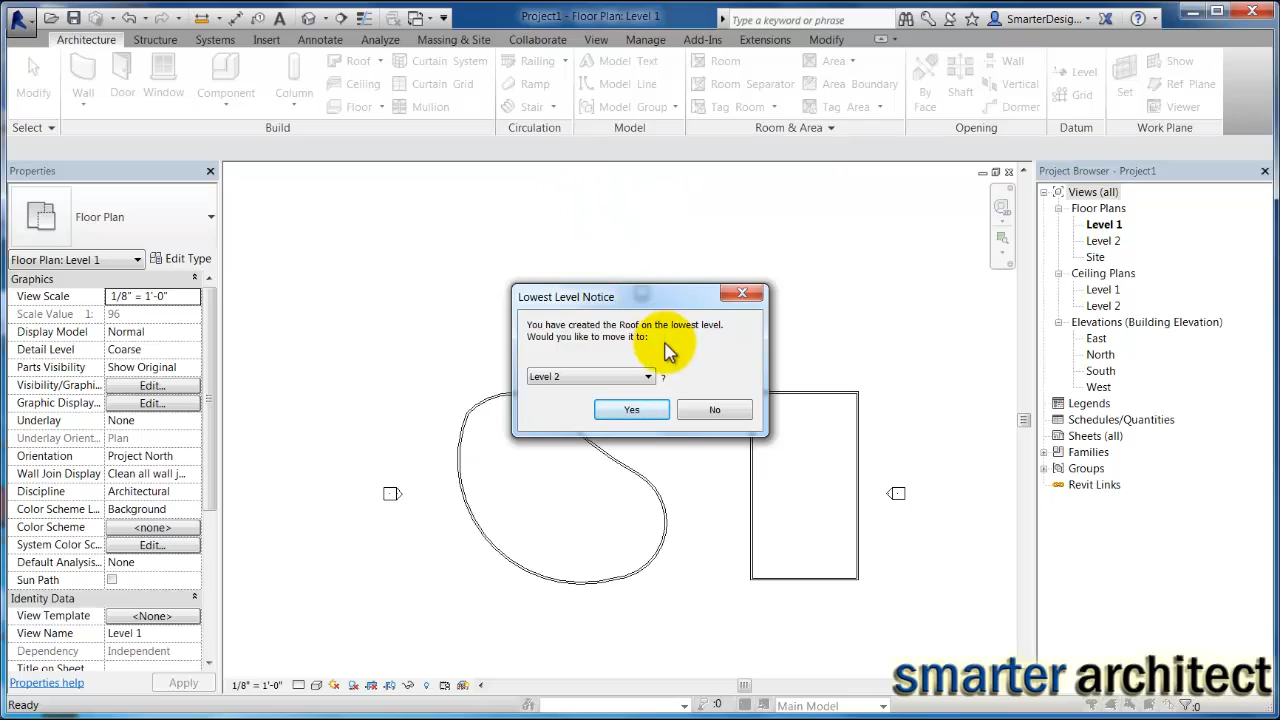 Project1 - Floor Plan: Level 1
Type a keyword or phrase
SmarterDesig...
Architecture Structure Systems Insert Annotate Analyze Massing & Site Collaborate View Manage Add-Ins Extensions Modify
Modify
Wall
Door
Window
Component
Column
Roof
Ceiling
Floor
Curtain System
Curtain Grid
Mullion
Railing
Ramp
Stair
Model Text
Model Line
Model Group
Room
Room Separator
Tag Room
Area
Area Boundary
Tag Area
By Face
Shaft
Wall
Vertical
Dormer
Level
Grid
Set
Show
Ref Plane
Viewer
Select
Build
Circulation
Model
Room & Area
Opening
Datum
Work Plane
Properties
Floor Plan
Floor Plan: Level 1
Edit Type
Graphics
View Scale 1/8" = 1'-0"
Scale Value 1: 96
Display Model Normal
Detail Level Coarse
Parts Visibility Show Original
Visibility/Graphi... Edit...
Graphic Display... Edit...
Underlay None
Underlay Orien... Plan
Orientation Project North
Wall Join Display Clean all wall j...
Discipline Architectural
Color Scheme L... Background
Color Scheme <none>
System Color Sc... Edit...
Default Analysis... None
Sun Path
Identity Data
View Template <None>
View Name Level 1
Dependency Independent
Title on Sheet
Properties help
Apply
Lowest Level Notice
You have created the Roof on the lowest level.
Would you like to move it to:
Level 2
?
Yes
No
Project Browser - Project1
Views (all)
Floor Plans
Level 1
Level 2
Site
Ceiling Plans
Level 1
Level 2
Elevations (Building Elevation)
East
North
South
West
Legends
Schedules/Quantities
Sheets (all)
Families
Groups
Revit Links
1/8" = 1'-0"
Ready
:0
Main Model
:0
smarter architect